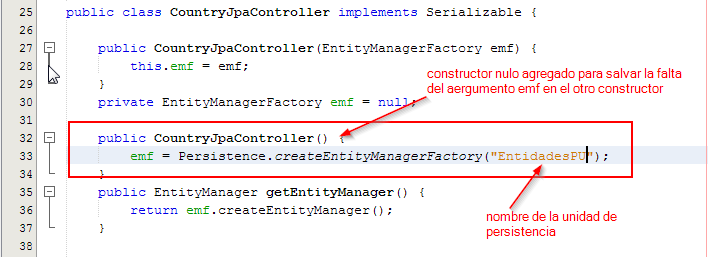 25 public class CountryJpaController implements Serializable {
26
27 public CountryJpaController(EntityManagerFactory emf) {
28 this.emf = emf;
29 }
30 private EntityManagerFactory emf = null;
31
32 public CountryJpaController() {
33 emf = Persistence.createEntityManagerFactory("EntidadesPU");
34 }
35 public EntityManager getEntityManager() {
36 return emf.createEntityManager();
37 }
38
constructor nulo agregado para salvar la falta
del aergumento emf en el otro constructor
nombre de la unidad de
persistencia